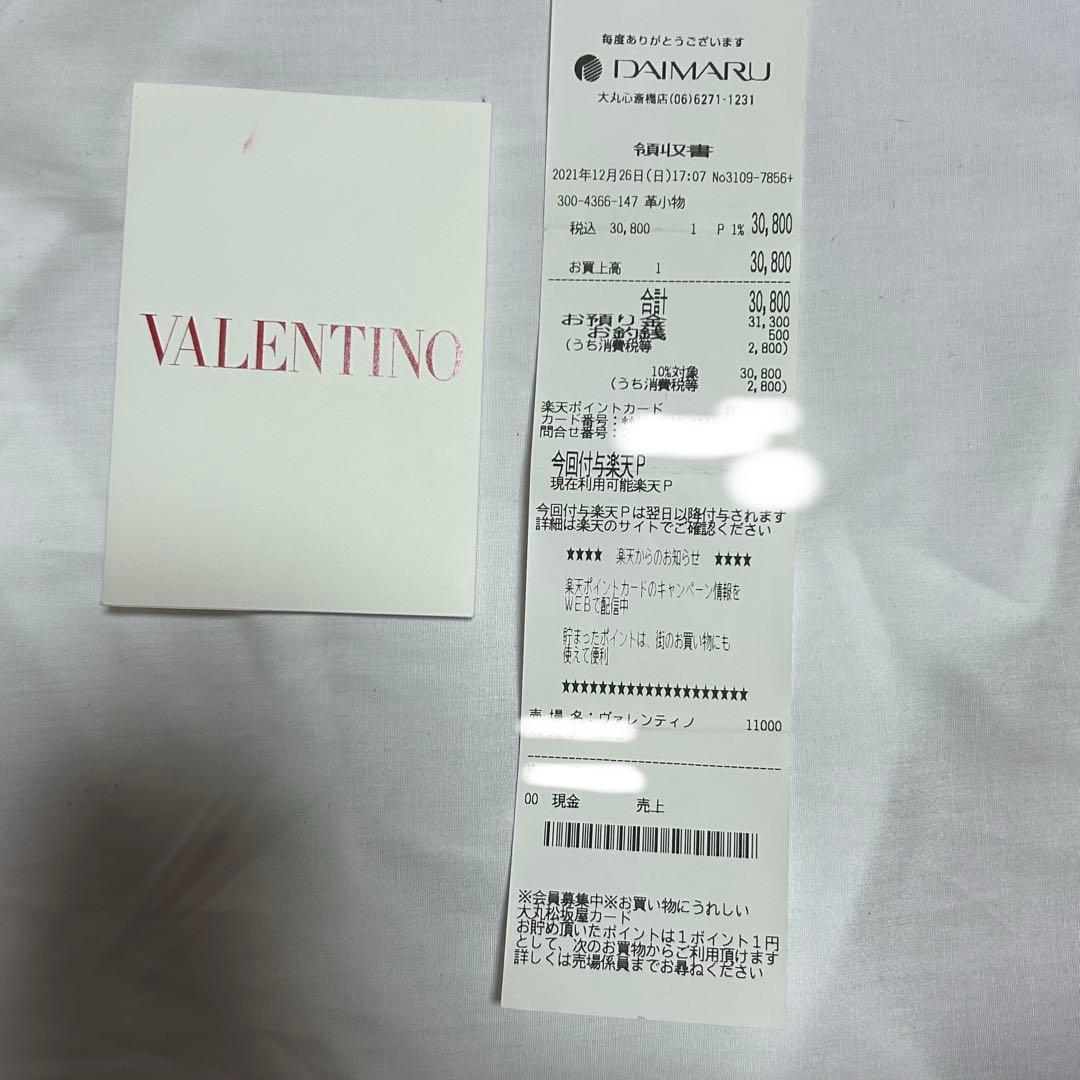 VALENTINO
毎度ありがとうございます
DAIMARU
大丸心斎橋店(06)6271-1231
領収書
2021年12月26日(日)17:07 No3109-7856+
300-4366-147 革小物
税込 30,800 1 P 1% 30,800
お買上高 1 30,800
合計 30,800
お預り金 31,300
お釣銭 500
(うち消費税等 2,800)
10%対象 30,800
(うち消費税等 2,800)
楽天ポイントカード
カード番号:
問合せ番号:
今回付与楽天P
現在利用可能楽天P
今回付与楽天Pは翌日以降付与されます
詳細は楽天のサイトでご確認ください
★★★★ 楽天からのお知らせ ★★★★
楽天ポイントカードのキャンペーン情報を
WEBで配信中
貯まったポイントは、街のお買い物にも
使えて便利
★★★★★★★★★★★★★★★★★★★★
売 場 名:ヴァレンティノ 11000
00 現金 売上
※会員募集中※お買い物にうれしい
大丸松坂屋カード
お貯め頂いたポイントは1ポイント1円
として、次のお買物からご利用頂けます
詳しくは売場係員までお尋ねください